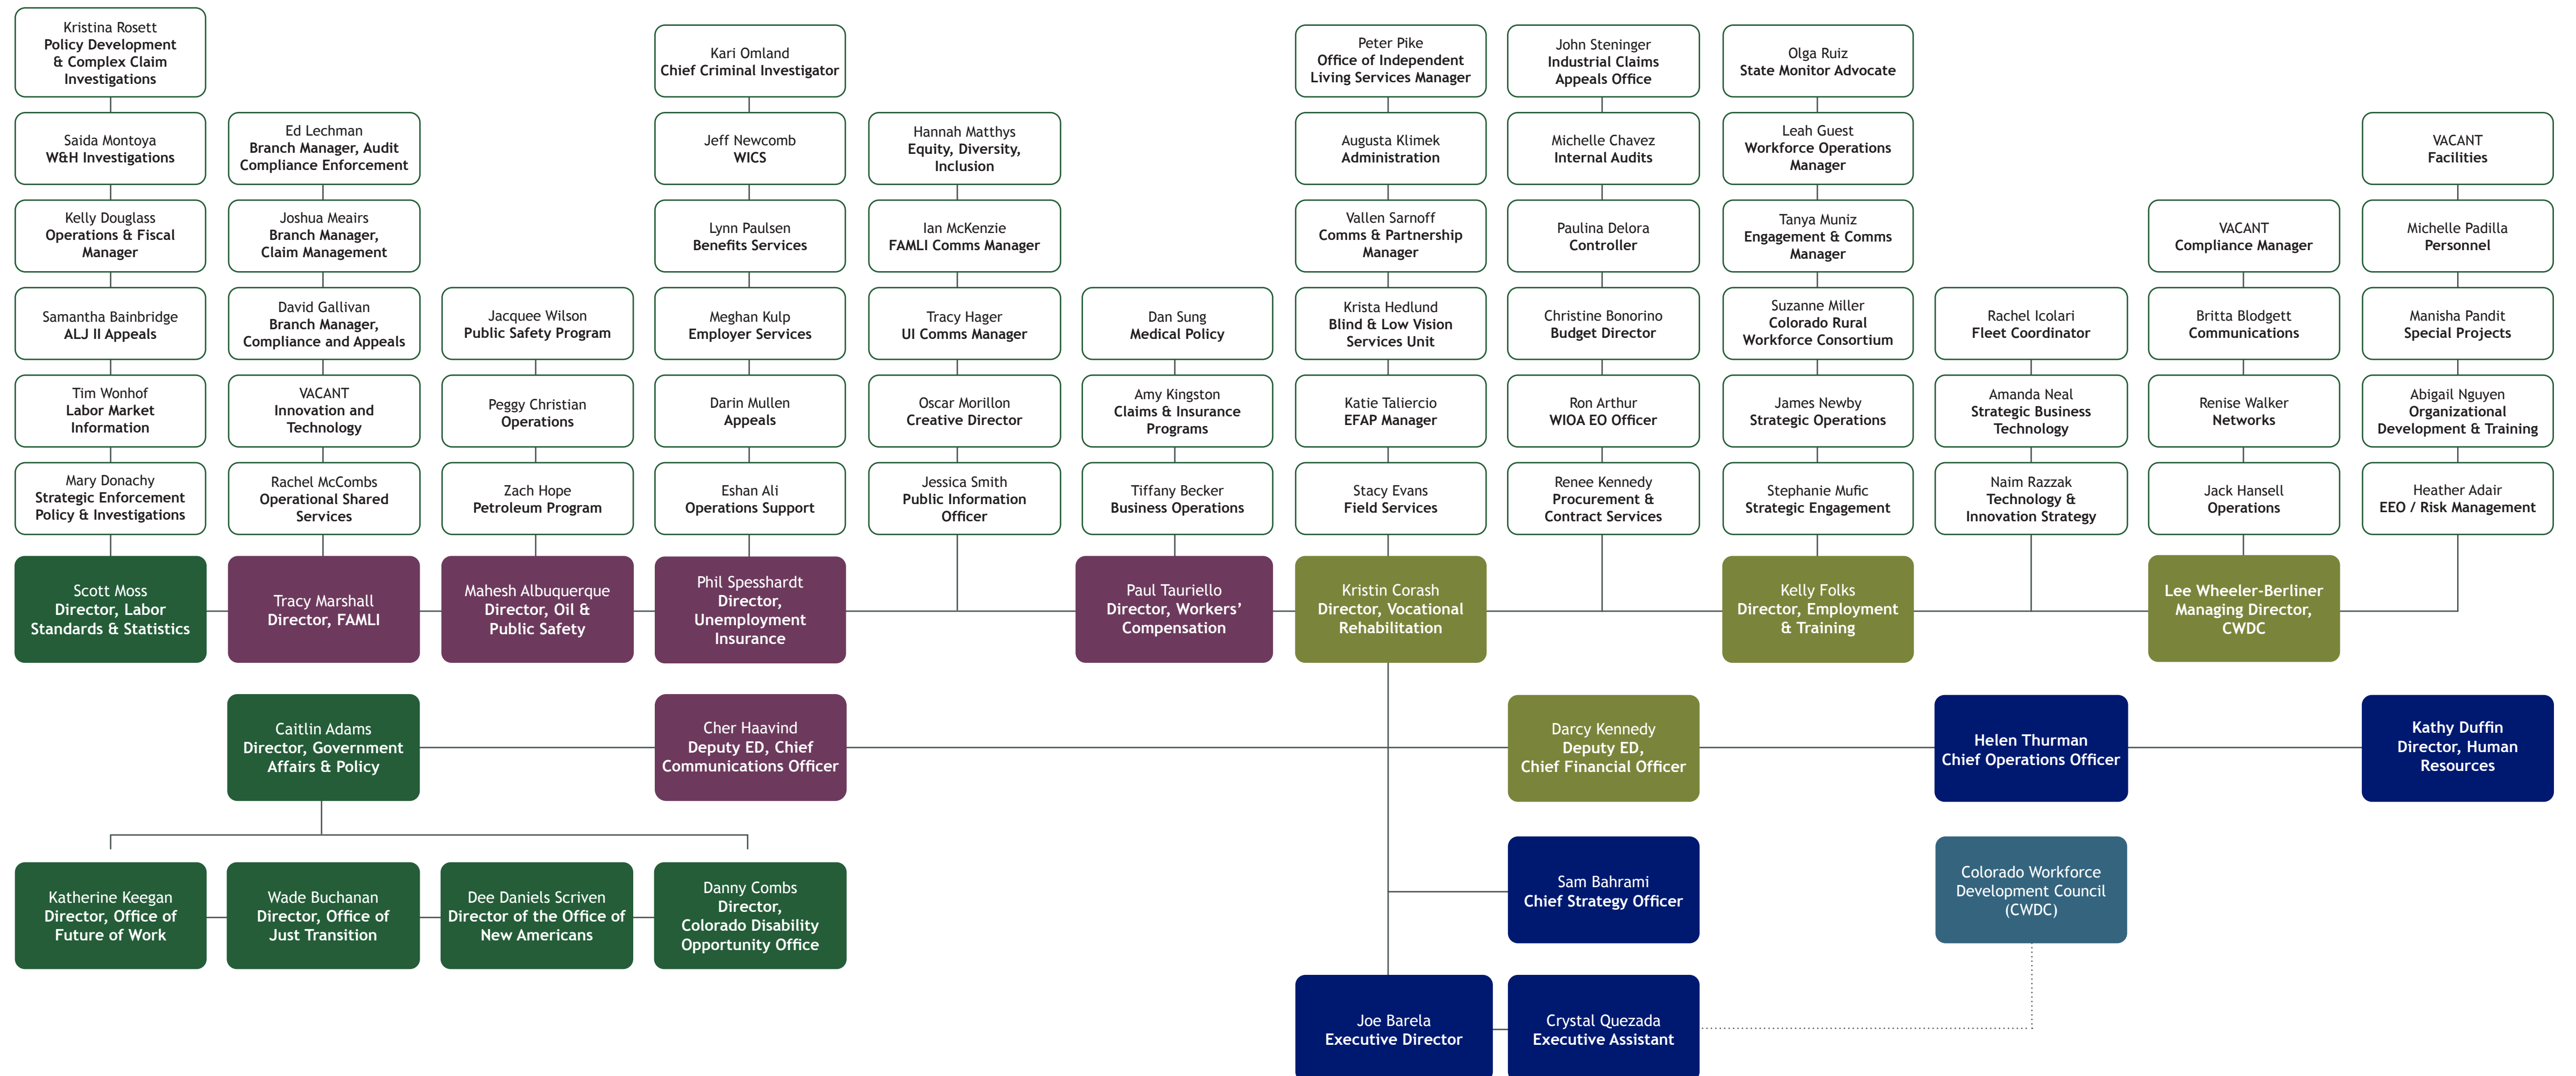 Kristina Rosett
Policy Development
& Complex Claim
Investigations
Saida Montoya
W&H Investigations
Kelly Douglass
Operations & Fiscal
Manager
Samantha Bainbridge
ALJ II Appeals
Tim Wonhof
Labor Market
Information
Mary Donachy
Strategic Enforcement
Policy & Investigations
Scott Moss
Director, Labor
Standards & Statistics
Ed Lechman
Branch Manager, Audit
Compliance Enforcement
Joshua Meairs
Branch Manager,
Claim Management
David Gallivan
Branch Manager,
Compliance and Appeals
VACANT
Innovation and
Technology
Rachel McCombs
Operational Shared
Services
Tracy Marshall
Director, FAMLI
Jacquee Wilson
Public Safety Program
Peggy Christian
Operations
Zach Hope
Petroleum Program
Mahesh Albuquerque
Director, Oil &
Public Safety
Kari Omland
Chief Criminal Investigator
Jeff Newcomb
WICS
Lynn Paulsen
Benefits Services
Meghan Kulp
Employer Services
Darin Mullen
Appeals
Eshan Ali
Operations Support
Phil Spesshardt
Director,
Unemployment
Insurance
Hannah Matthys
Equity, Diversity,
Inclusion
Ian McKenzie
FAMLI Comms Manager
Tracy Hager
UI Comms Manager
Oscar Morillon
Creative Director
Jessica Smith
Public Information
Officer
Dan Sung
Medical Policy
Amy Kingston
Claims & Insurance
Programs
Tiffany Becker
Business Operations
Paul Tauriello
Director, Workers’
Compensation
Peter Pike
Office of Independent
Living Services Manager
Augusta Klimek
Administration
Vallen Sarnoff
Comms & Partnership
Manager
Krista Hedlund
Blind & Low Vision
Services Unit
Katie Taliercio
EFAP Manager
Stacy Evans
Field Services
Kristin Corash
Director, Vocational
Rehabilitation
John Steninger
Industrial Claims
Appeals Office
Michelle Chavez
Internal Audits
Paulina Delora
Controller
Christine Bonorino
Budget Director
Ron Arthur
WIOA EO Officer
Renee Kennedy
Procurement &
Contract Services
Olga Ruiz
State Monitor Advocate
Leah Guest
Workforce Operations
Manager
Tanya Muniz
Engagement & Comms
Manager
Suzanne Miller
Colorado Rural
Workforce Consortium
James Newby
Strategic Operations
Stephanie Mufic
Strategic Engagement
Kelly Folks
Director, Employment
& Training
Rachel Icolari
Fleet Coordinator
Amanda Neal
Strategic Business
Technology
Naim Razzak
Technology &
Innovation Strategy
VACANT
Compliance Manager
Britta Blodgett
Communications
Renise Walker
Networks
Jack Hansell
Operations
Lee Wheeler-Berliner
Managing Director,
CWDC
VACANT
Facilities
Michelle Padilla
Personnel
Manisha Pandit
Special Projects
Abigail Nguyen
Organizational
Development & Training
Heather Adair
EEO / Risk Management
Caitlin Adams
Director, Government
Affairs & Policy
Cher Haavind
Deputy ED, Chief
Communications Officer
Darcy Kennedy
Deputy ED,
Chief Financial Officer
Helen Thurman
Chief Operations Officer
Kathy Duffin
Director, Human
Resources
Katherine Keegan
Director, Office of
Future of Work
Wade Buchanan
Director, Office of
Just Transition
Dee Daniels Scriven
Director of the Office of
New Americans
Danny Combs
Director,
Colorado Disability
Opportunity Office
Sam Bahrami
Chief Strategy Officer
Colorado Workforce
Development Council
(CWDC)
Joe Barela
Executive Director
Crystal Quezada
Executive Assistant